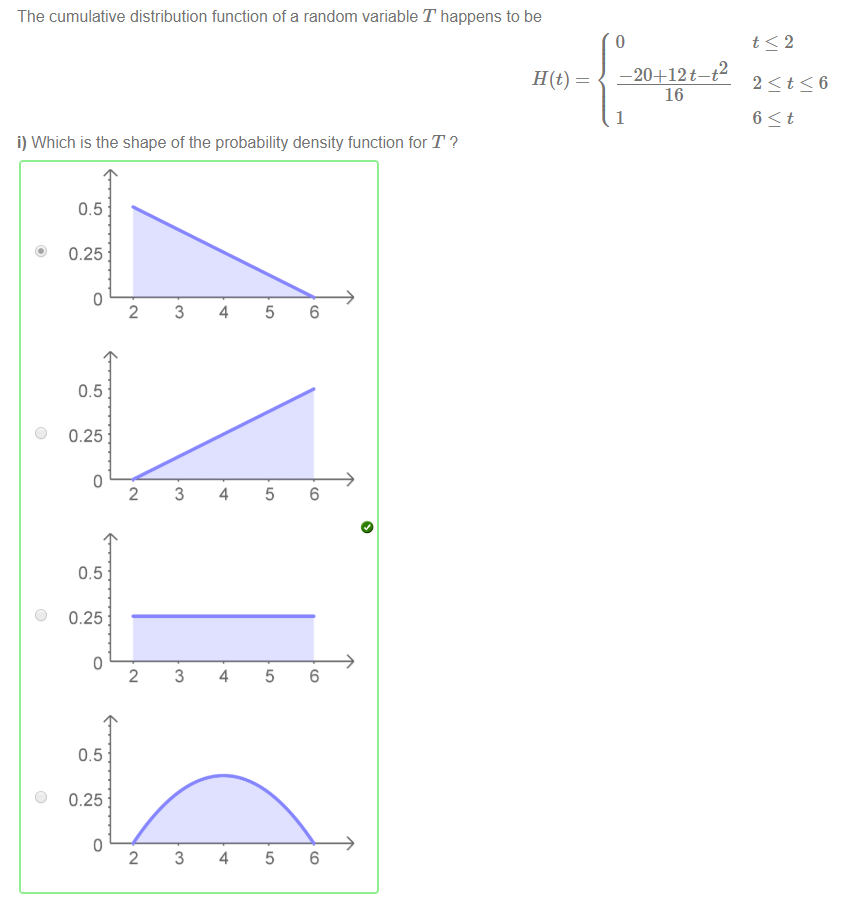 The cumulative distribution function of a random variable T happens to be
H(t) = { 0 t ≤ 2
−20+12t−t² / 16 2 ≤ t ≤ 6
1 6 ≤ t
i) Which is the shape of the probability density function for T ?
0.5
0.25
0
2 3 4 5 6
0.5
0.25
0
2 3 4 5 6
0.5
0.25
0
2 3 4 5 6
0.5
0.25
0
2 3 4 5 6